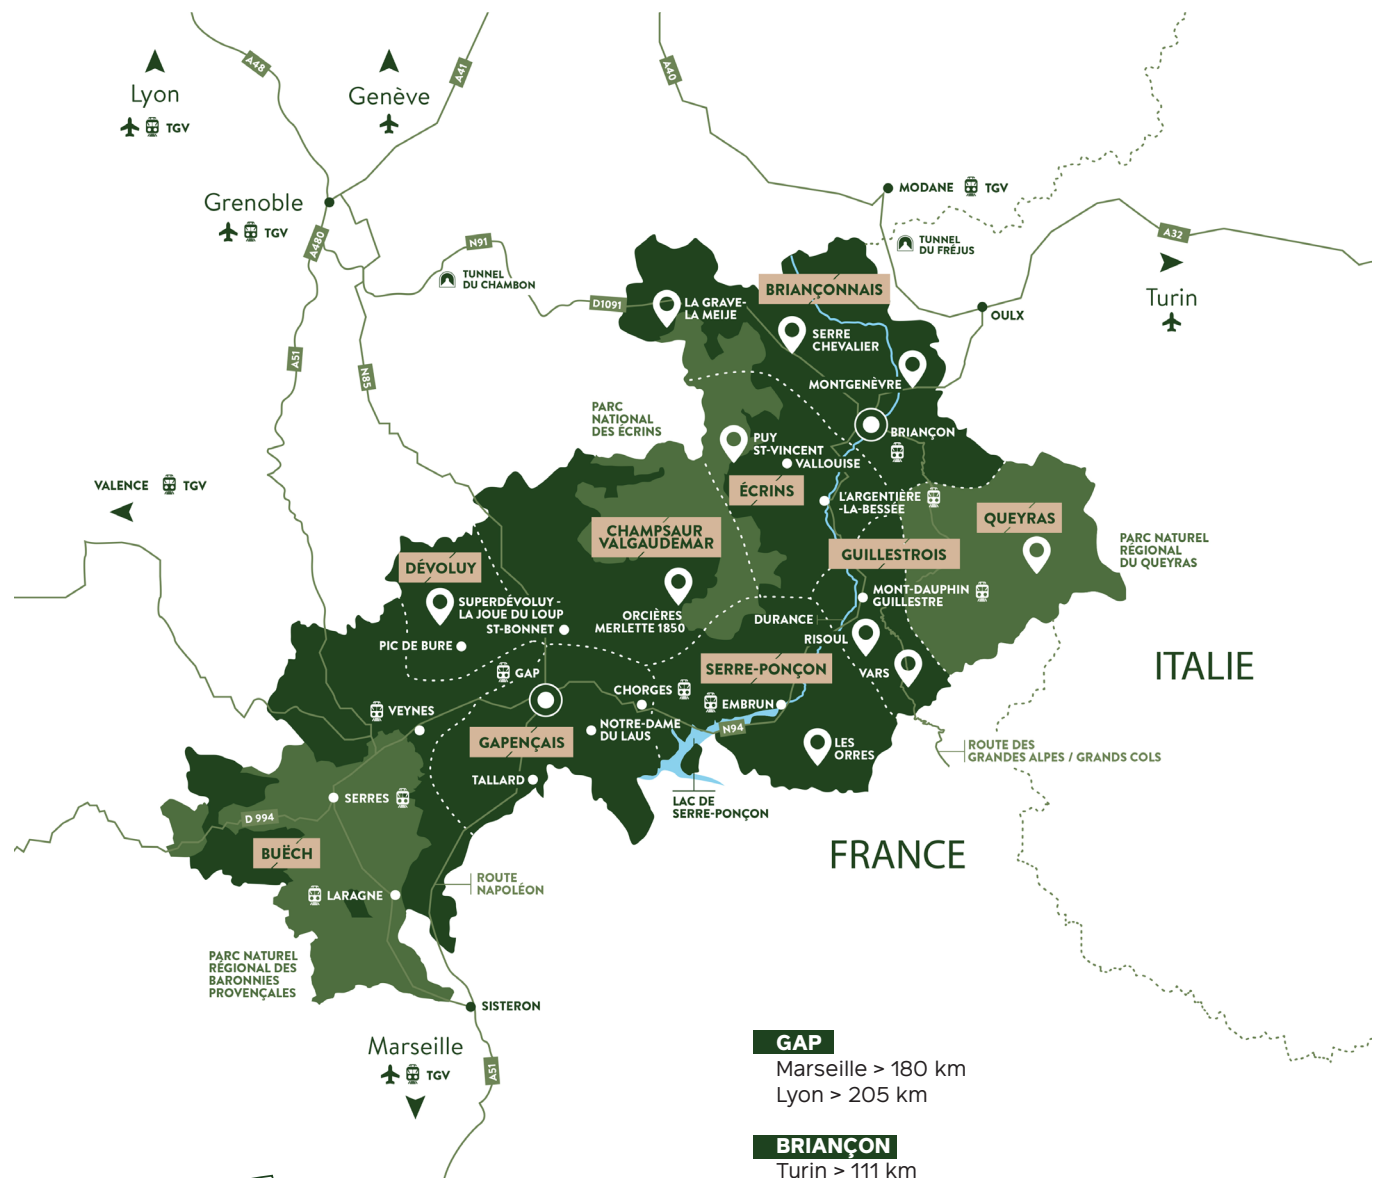 A48
A41
A40
Lyon
TGV
Genève
Grenoble
TGV
A480
MODANE
TGV
TUNNEL
DU FRÉJUS
A32
Turin
N91
TUNNEL
DU CHAMBON
D1091
OULX
BRIANÇONNAIS
LA GRAVE-
LA MEIJE
SERRE
CHEVALIER
MONTGENÈVRE
A51
N85
PARC
NATIONAL
DES ÉCRINS
BRIANÇON
PUY
ST-VINCENT
VALLOUISE
ÉCRINS
L'ARGENTIÈRE
-LA-BESSÉE
VALENCE
TGV
QUEYRAS
CHAMPSAUR
VALGAUDEMAR
GUILLESTROIS
PARC NATUREL
RÉGIONAL
DU QUEYRAS
DÉVOLUY
SUPERDÉVOLUY -
LA JOUE DU LOUP
ST-BONNET
PIC DE BURE
ORCIÈRES
MERLETTE 1850
MONT-DAUPHIN
GUILLESTRE
DURANCE
RISOUL
VARS
SERRE-PONÇON
ITALIE
GAP
CHORGES
EMBRUN
VEYNES
NOTRE-DAME
DU LAUS
N94
GAPENÇAIS
LES
ORRES
ROUTE DES
GRANDES ALPES / GRANDS COLS
TALLARD
SERRES
LAC DE
SERRE-PONÇON
D 994
BUËCH
FRANCE
ROUTE
NAPOLÉON
LARAGNE
PARC NATUREL
RÉGIONAL DES
BARONNIES
PROVENÇALES
SISTERON
Marseille
TGV
A51
GAP
Marseille > 180 km
Lyon > 205 km
BRIANÇON
Turin > 111 km